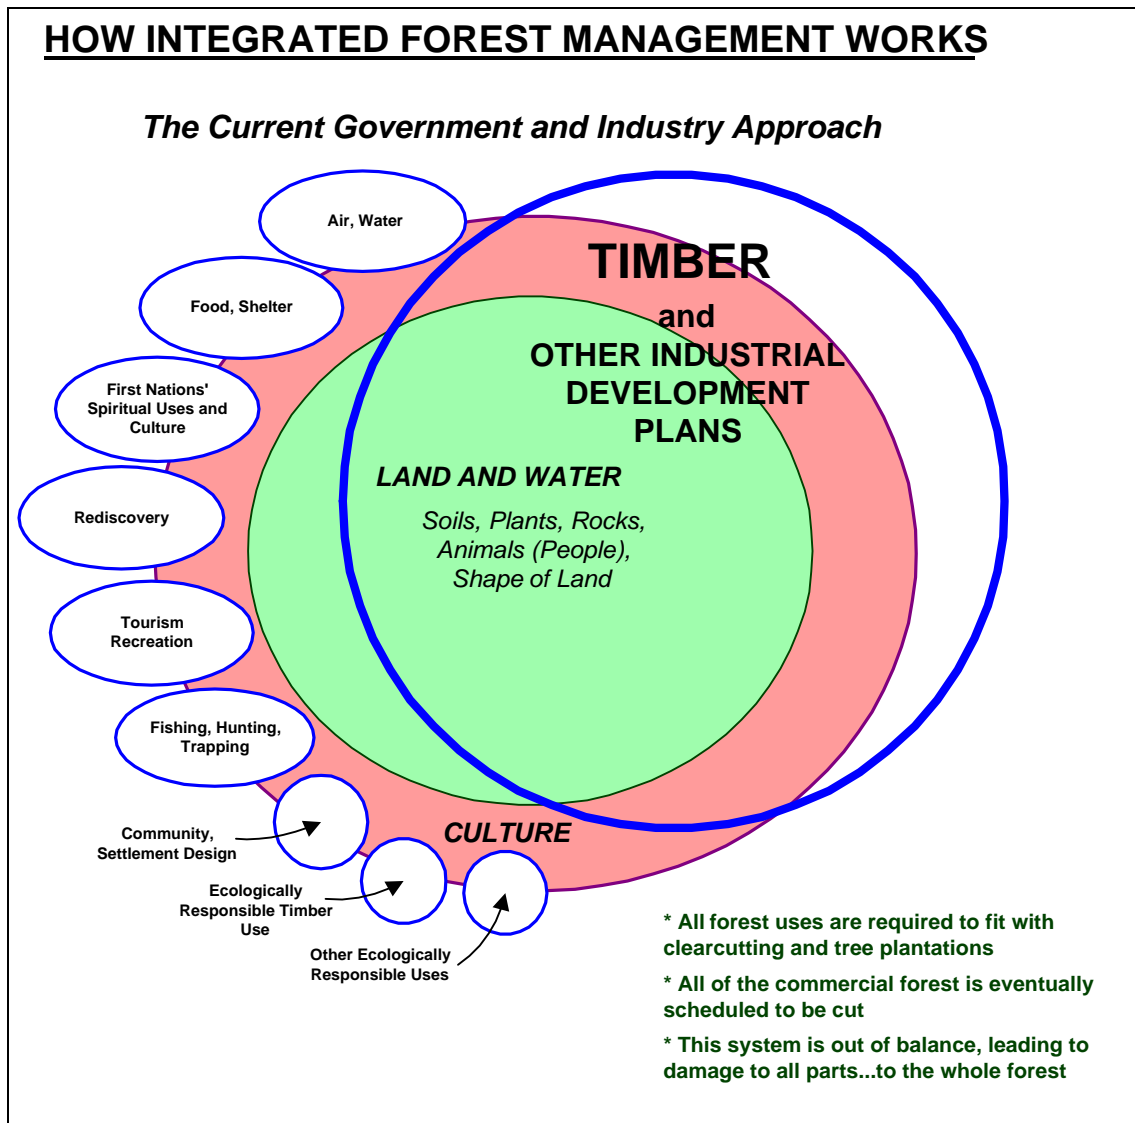 HOW INTEGRATED FOREST MANAGEMENT WORKS
The Current Government and Industry Approach
Air, Water
Food, Shelter
First Nations'
Spiritual Uses and
Culture
Rediscovery
Tourism
Recreation
Fishing, Hunting,
Trapping
Community,
Settlement Design
Ecologically
Responsible Timber
Use
Other Ecologically
Responsible Uses
TIMBER
and
OTHER INDUSTRIAL
DEVELOPMENT
PLANS
LAND AND WATER
Soils, Plants, Rocks,
Animals (People),
Shape of Land
CULTURE
* All forest uses are required to fit with
clearcutting and tree plantations
* All of the commercial forest is eventually
scheduled to be cut
* This system is out of balance, leading to
damage to all parts...to the whole forest